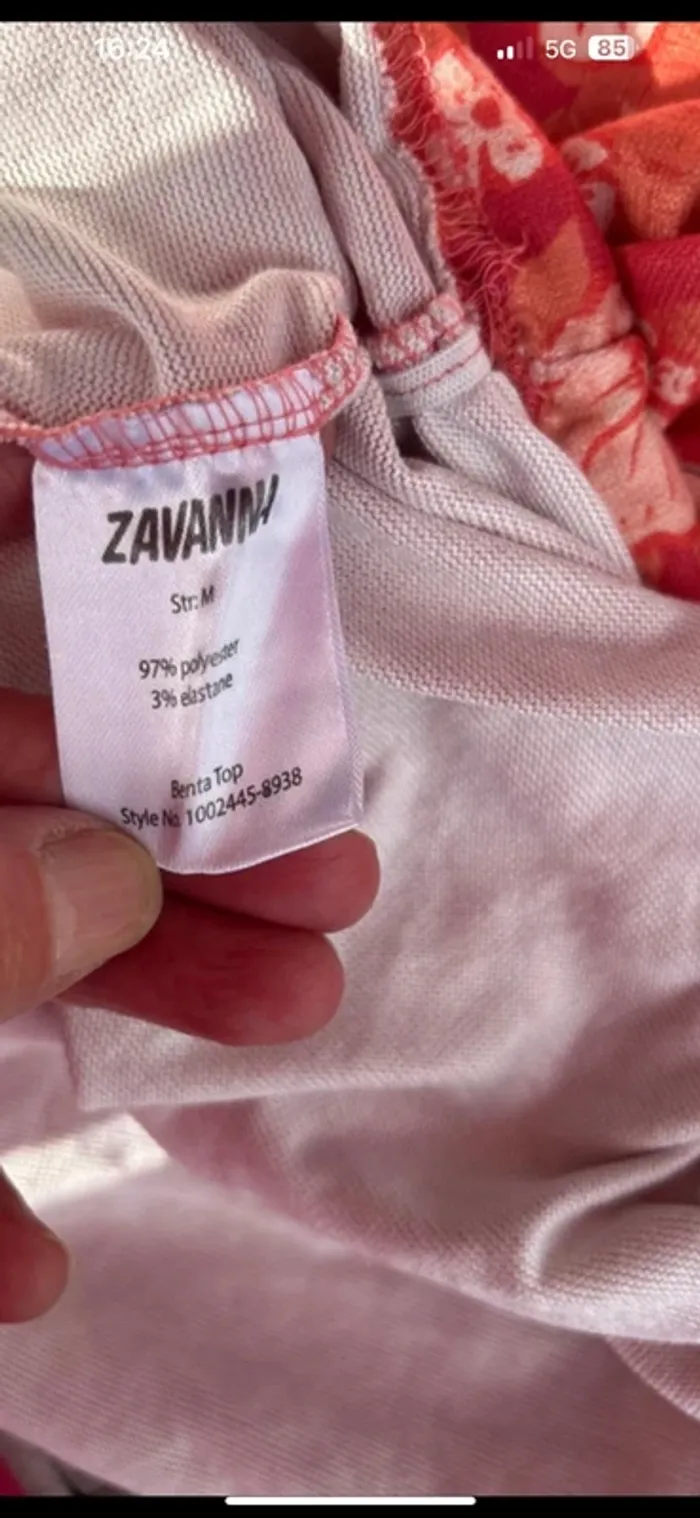 16:24
5G 85
ZAVANNA
Str: M
97% polyester
3% elastane
Benta Top
Style No. 1002445-8938